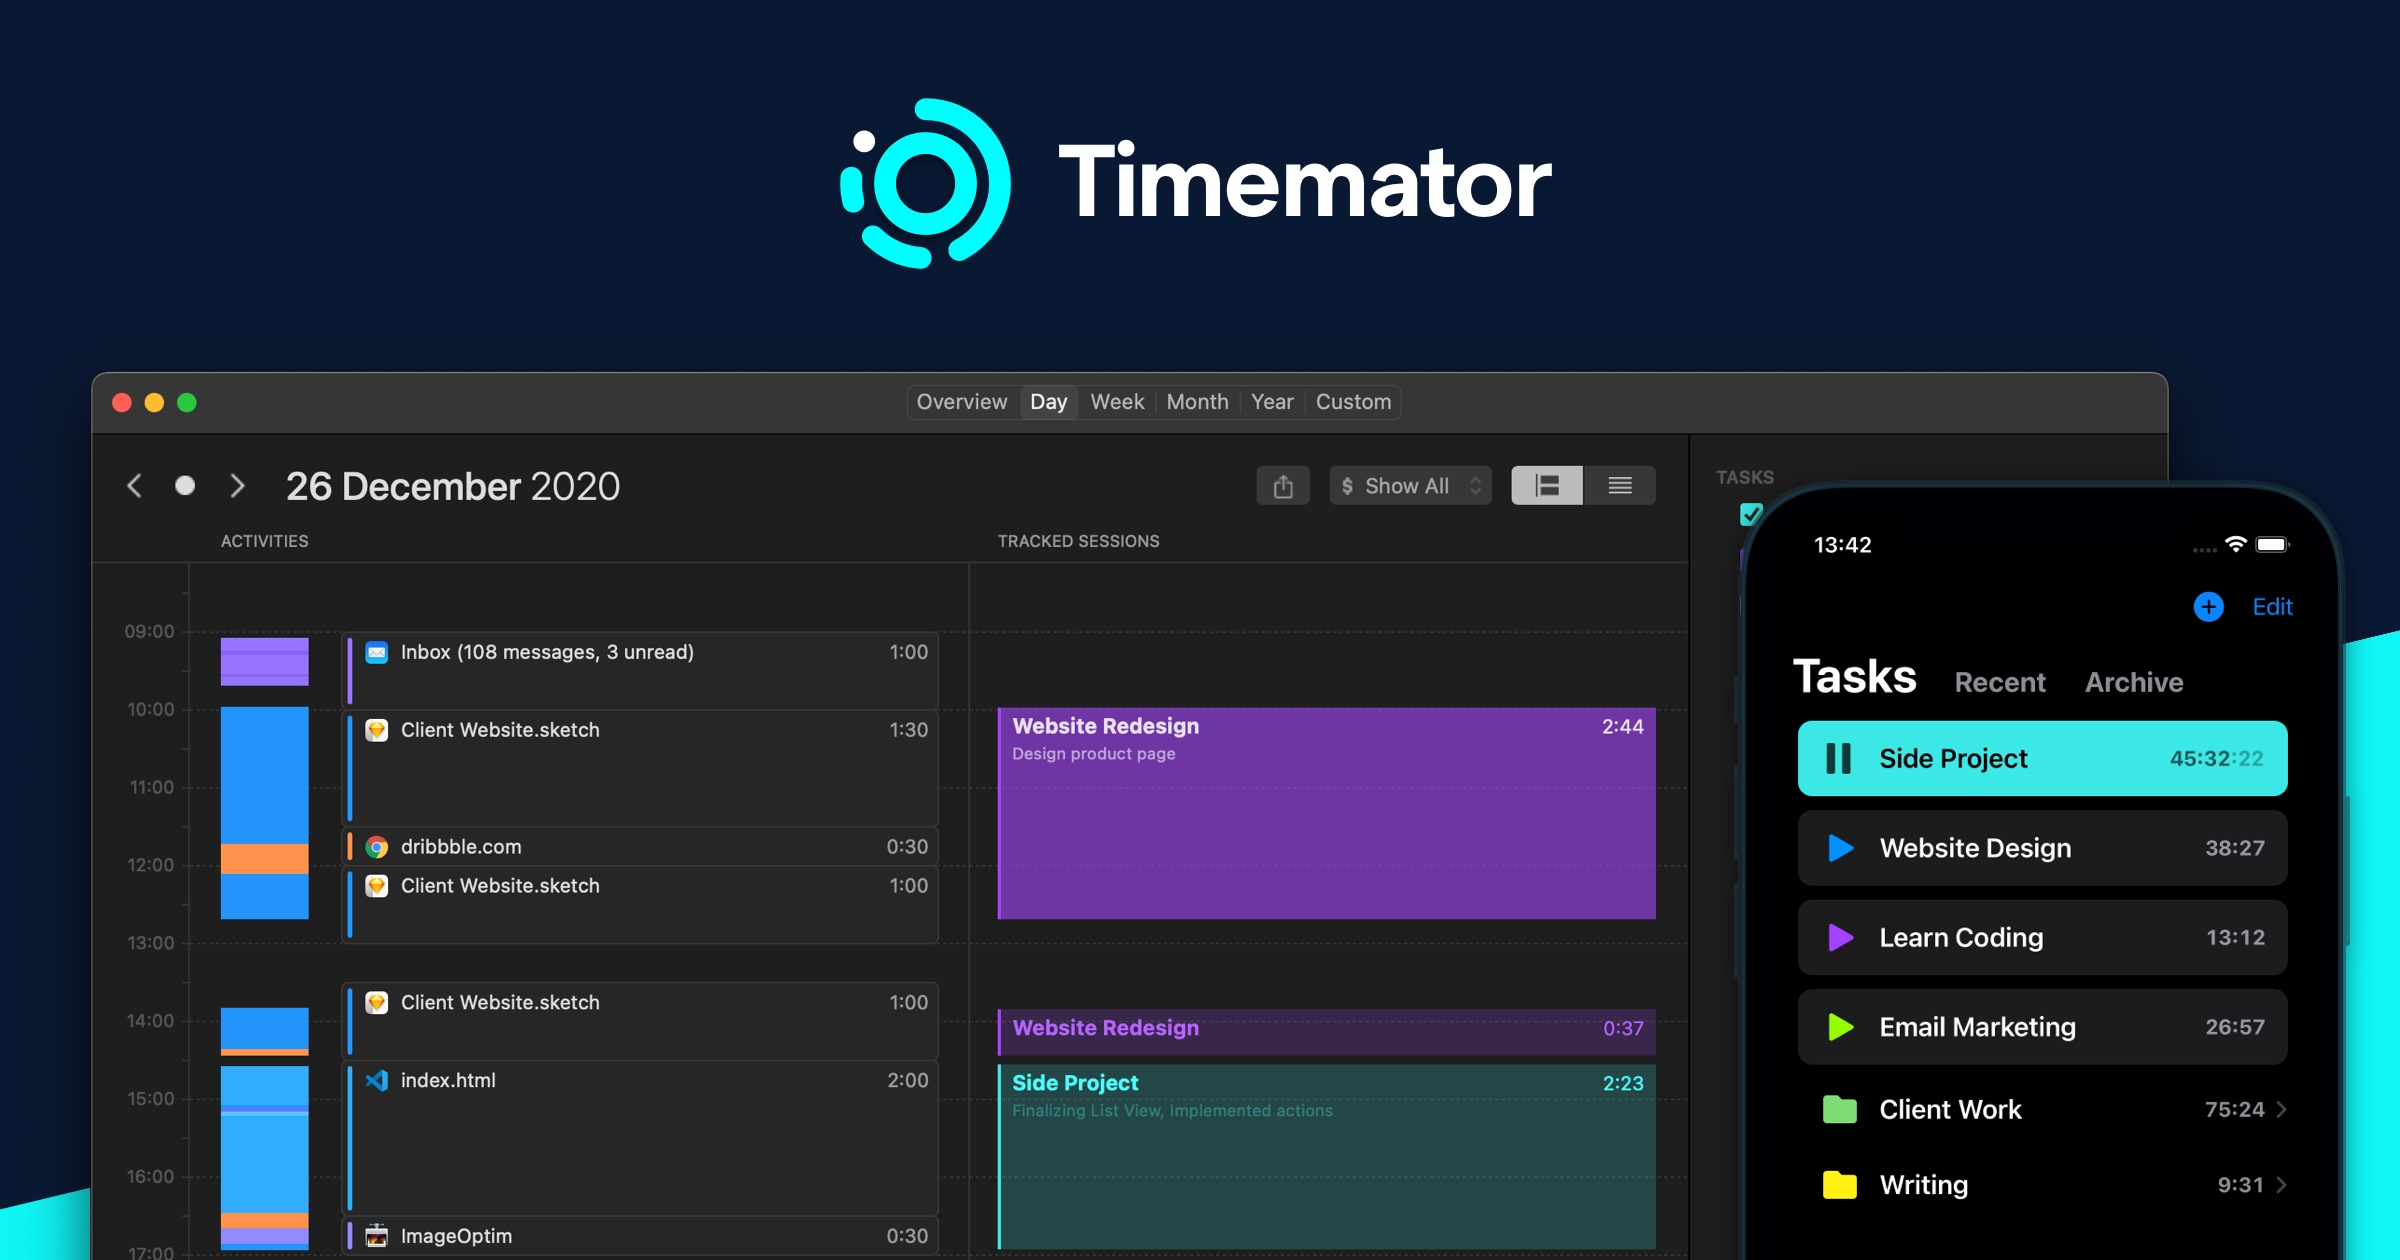 Timemator
Overview Day Week Month Year Custom
26 December 2020
$ Show All
TASKS
ACTIVITIES
TRACKED SESSIONS
09:00
Inbox (108 messages, 3 unread) 1:00
10:00
Client Website.sketch 1:30
Website Redesign 2:44
Design product page
11:00
dribbble.com 0:30
12:00
Client Website.sketch 1:00
13:00
Client Website.sketch 1:00
14:00
Website Redesign 0:37
index.html 2:00
Side Project 2:23
15:00
Finalizing List View, Implemented actions
16:00
ImageOptim 0:30
17:00
13:42
Edit
Tasks Recent Archive
Side Project 45:32:22
Website Design 38:27
Learn Coding 13:12
Email Marketing 26:57
Client Work 75:24
Writing 9:31